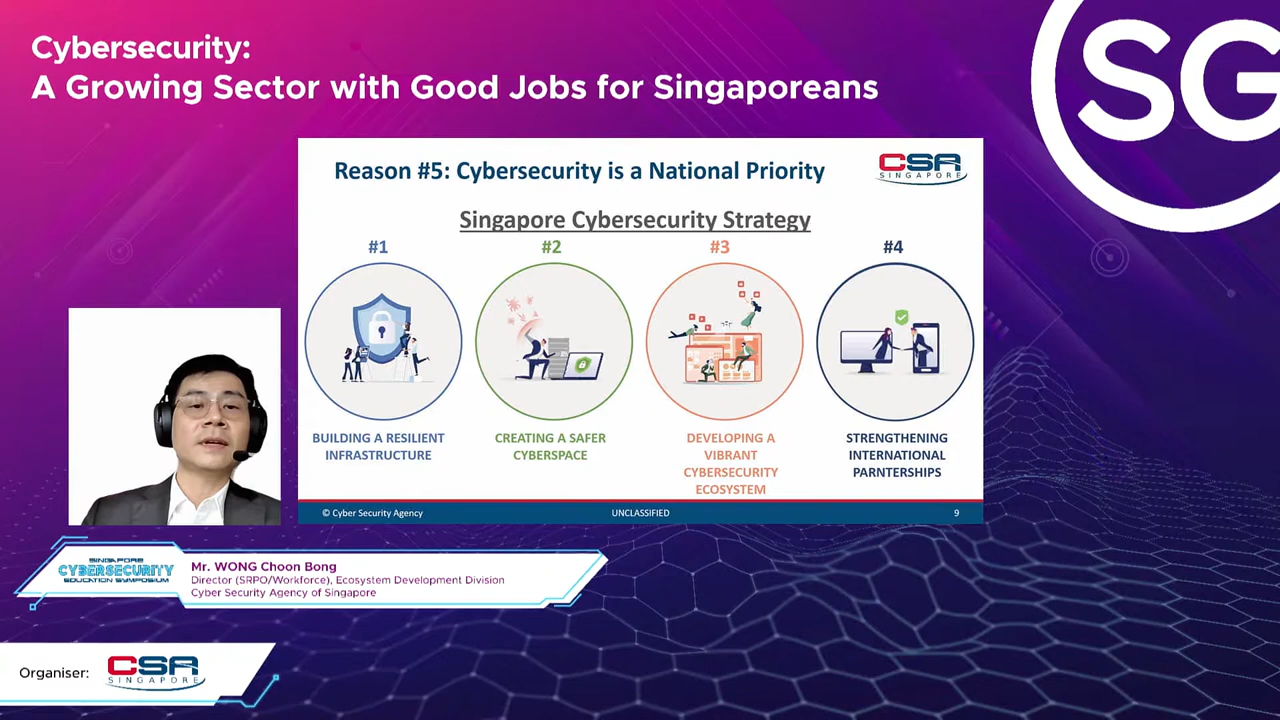 Cybersecurity:
A Growing Sector with Good Jobs for Singaporeans
SG
Reason #5: Cybersecurity is a National Priority
CSA
SINGAPORE
Singapore Cybersecurity Strategy
#1
#2
#3
#4
BUILDING A RESILIENT
INFRASTRUCTURE
CREATING A SAFER
CYBERSPACE
DEVELOPING A
VIBRANT
CYBERSECURITY
ECOSYSTEM
STRENGTHENING
INTERNATIONAL
PARNTERSHIPS
© Cyber Security Agency
UNCLASSIFIED
9
SINGAPORE
CYBERSECURITY
EDUCATION SYMPOSIUM
Mr. WONG Choon Bong
Director (SRPO/Workforce), Ecosystem Development Division
Cyber Security Agency of Singapore
Organiser:
CSA
SINGAPORE